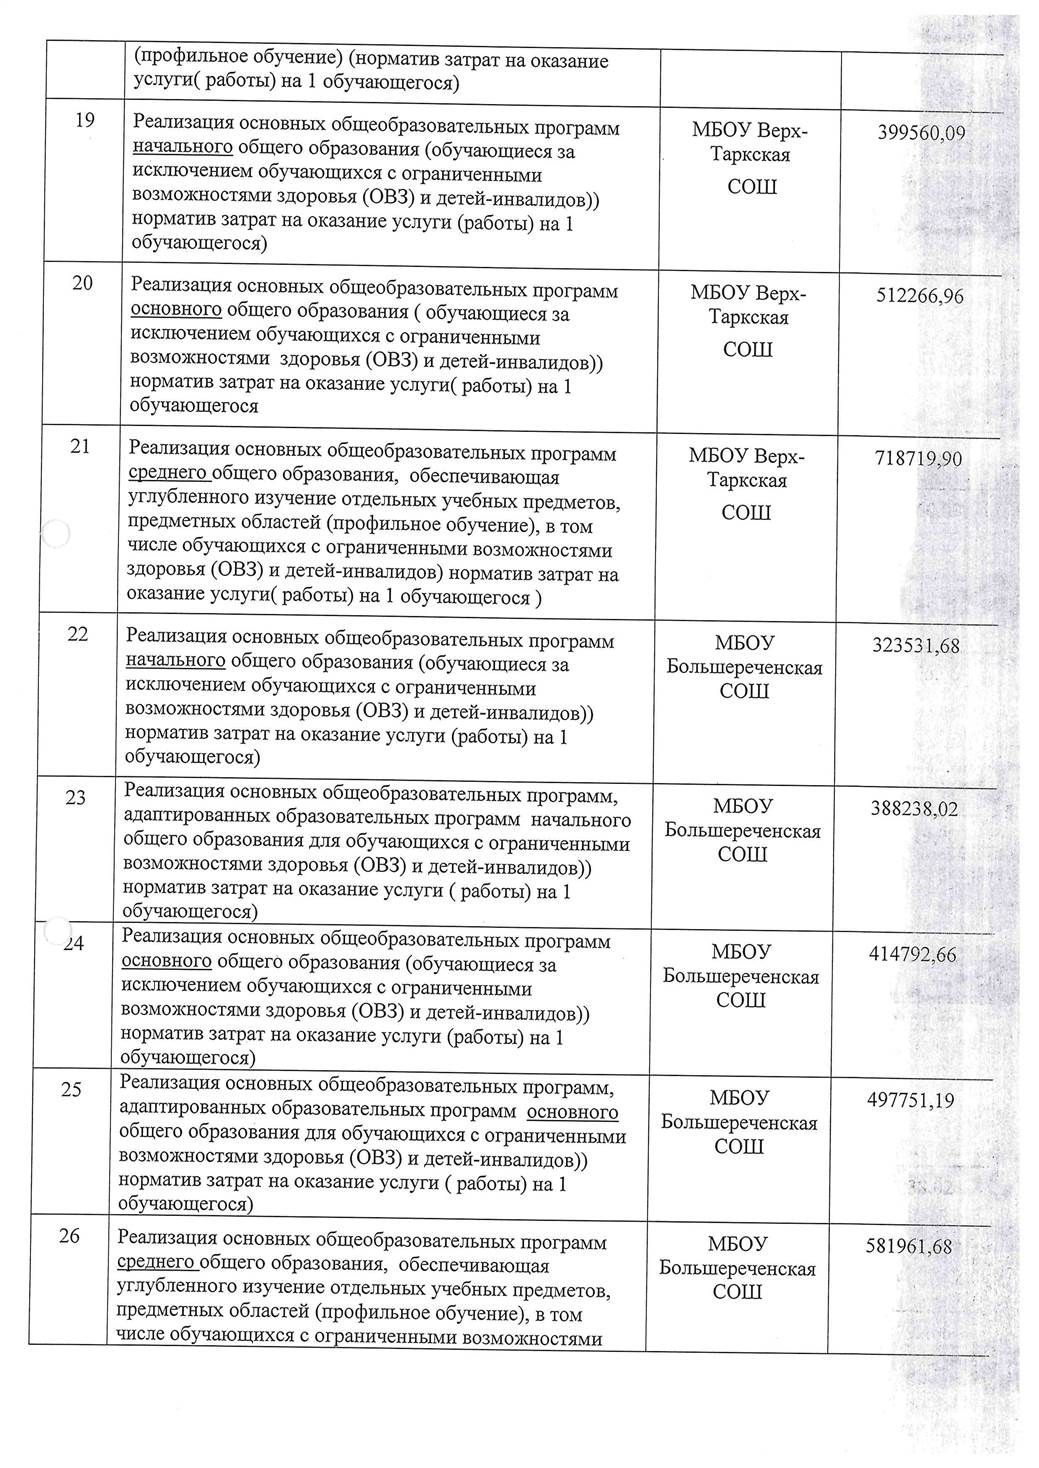 (профильное обучение) (норматив затрат на оказание
услуги( работы) на 1 обучающегося)
19
Реализация основных общеобразовательных программ
начального общего образования (обучающиеся за
исключением обучающихся с ограниченными
возможностями здоровья (ОВЗ) и детей-инвалидов))
норматив затрат на оказание услуги (работы) на 1
обучающегося)
МБОУ Верх-
Таркская
СОШ
399560,09
20
Реализация основных общеобразовательных программ
основного общего образования ( обучающиеся за
исключением обучающихся с ограниченными
возможностями здоровья (ОВЗ) и детей-инвалидов))
норматив затрат на оказание услуги( работы) на 1
обучающегося
МБОУ Верх-
Таркская
СОШ
512266,96
21
Реализация основных общеобразовательных программ
среднего общего образования, обеспечивающая
углубленного изучение отдельных учебных предметов,
предметных областей (профильное обучение), в том
числе обучающихся с ограниченными возможностями
здоровья (ОВЗ) и детей-инвалидов) норматив затрат на
оказание услуги( работы) на 1 обучающегося )
МБОУ Верх-
Таркская
СОШ
718719,90
22
Реализация основных общеобразовательных программ
начального общего образования (обучающиеся за
исключением обучающихся с ограниченными
возможностями здоровья (ОВЗ) и детей-инвалидов))
норматив затрат на оказание услуги (работы) на 1
обучающегося)
МБОУ
Большереченская
СОШ
323531,68
23
Реализация основных общеобразовательных программ,
адаптированных образовательных программ начального
общего образования для обучающихся с ограниченными
возможностями здоровья (ОВЗ) и детей-инвалидов))
норматив затрат на оказание услуги ( работы) на 1
обучающегося)
МБОУ
Большереченская
СОШ
388238,02
24
Реализация основных общеобразовательных программ
основного общего образования (обучающиеся за
исключением обучающихся с ограниченными
возможностями здоровья (ОВЗ) и детей-инвалидов))
норматив затрат на оказание услуги (работы) на 1
обучающегося)
МБОУ
Большереченская
СОШ
414792,66
25
Реализация основных общеобразовательных программ,
адаптированных образовательных программ основного
общего образования для обучающихся с ограниченными
возможностями здоровья (ОВЗ) и детей-инвалидов))
норматив затрат на оказание услуги ( работы) на 1
обучающегося)
МБОУ
Большереченская
СОШ
497751,19
26
Реализация основных общеобразовательных программ
среднего общего образования, обеспечивающая
углубленного изучение отдельных учебных предметов,
предметных областей (профильное обучение), в том
числе обучающихся с ограниченными возможностями
МБОУ
Большереченская
СОШ
581961,68